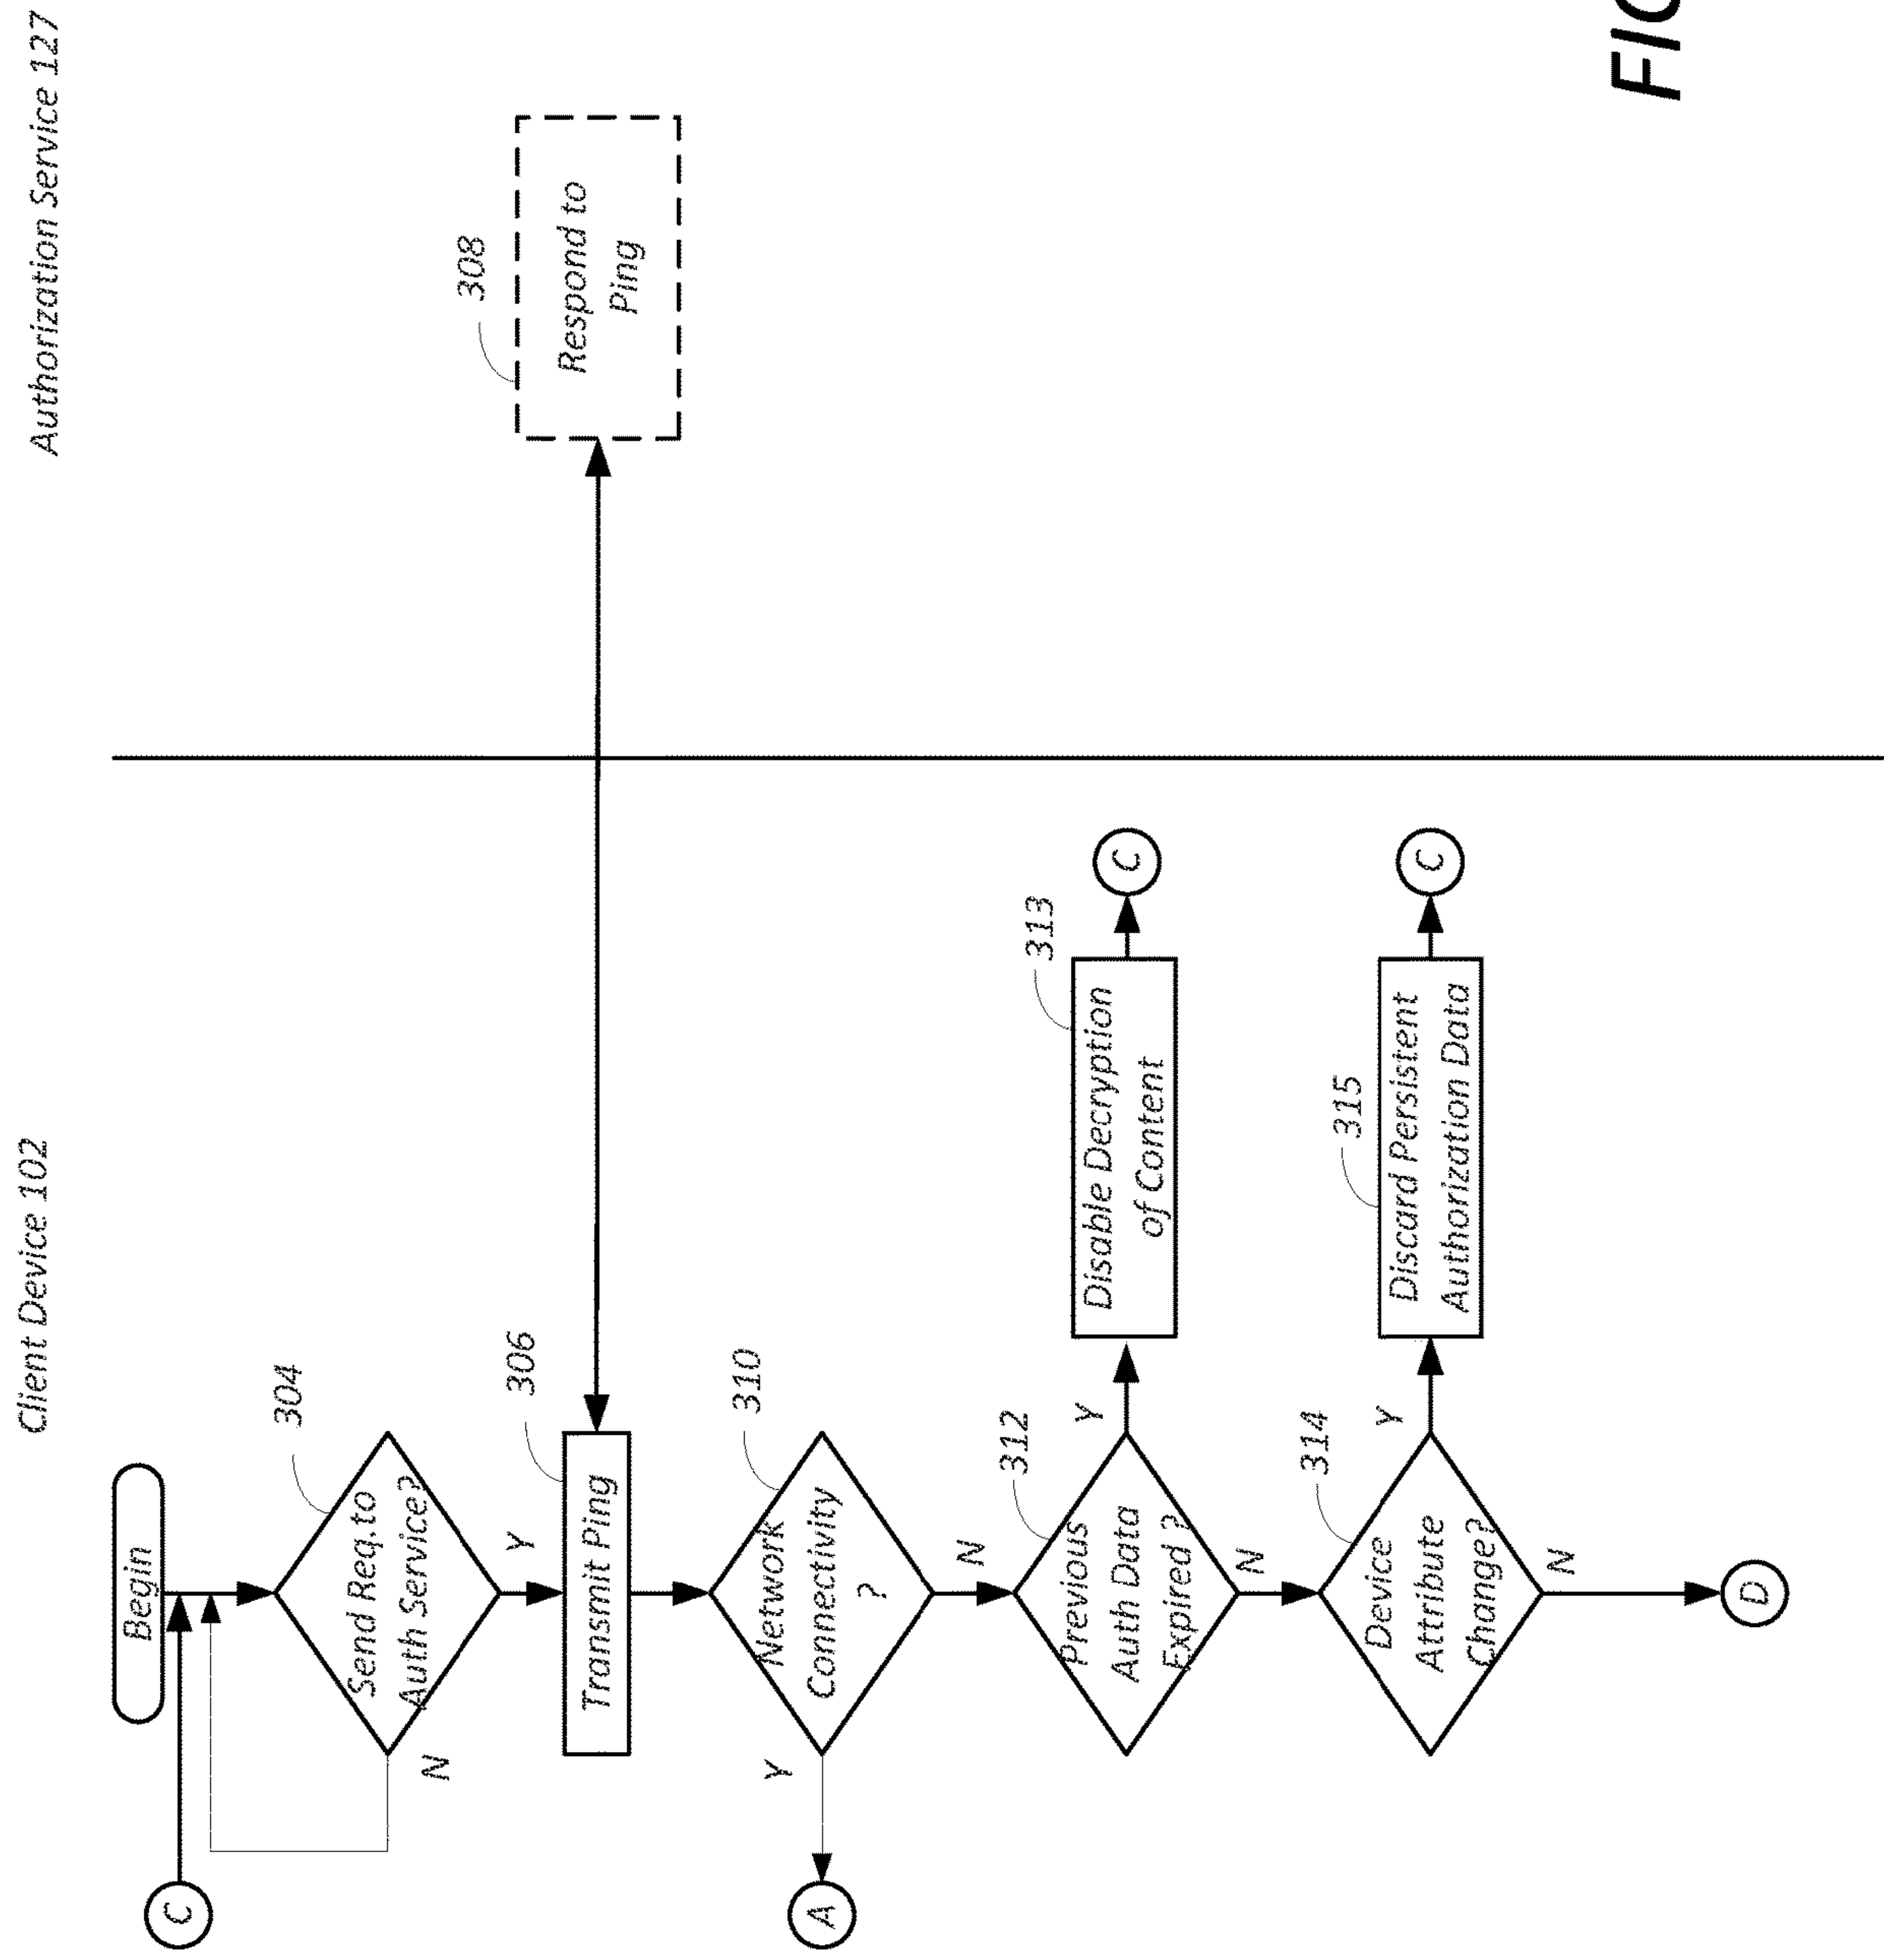 Client Device 102
Authorization Service 127
Begin
C
304
Send Req.to
Auth Service?
N
Y
306
Transmit Ping
308
Respond to
Ping
310
Network
Connectivity
?
Y
A
N
312
Previous
Auth Data
Expired ?
Y
313
Disable Decryption
of Content
C
N
314
Device
Attribute
Change?
Y
315
Discard Persistent
Authorization Data
C
N
D
FIG